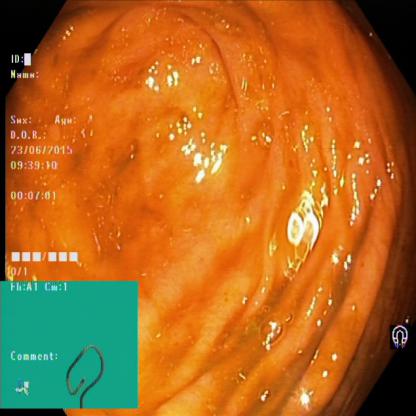 ID:
Name:
Sex: Age:
D.O.B.:
23/06/2015
09:39:10
00:07:01
0/1
Eh:A1 Cm:1
Comment: